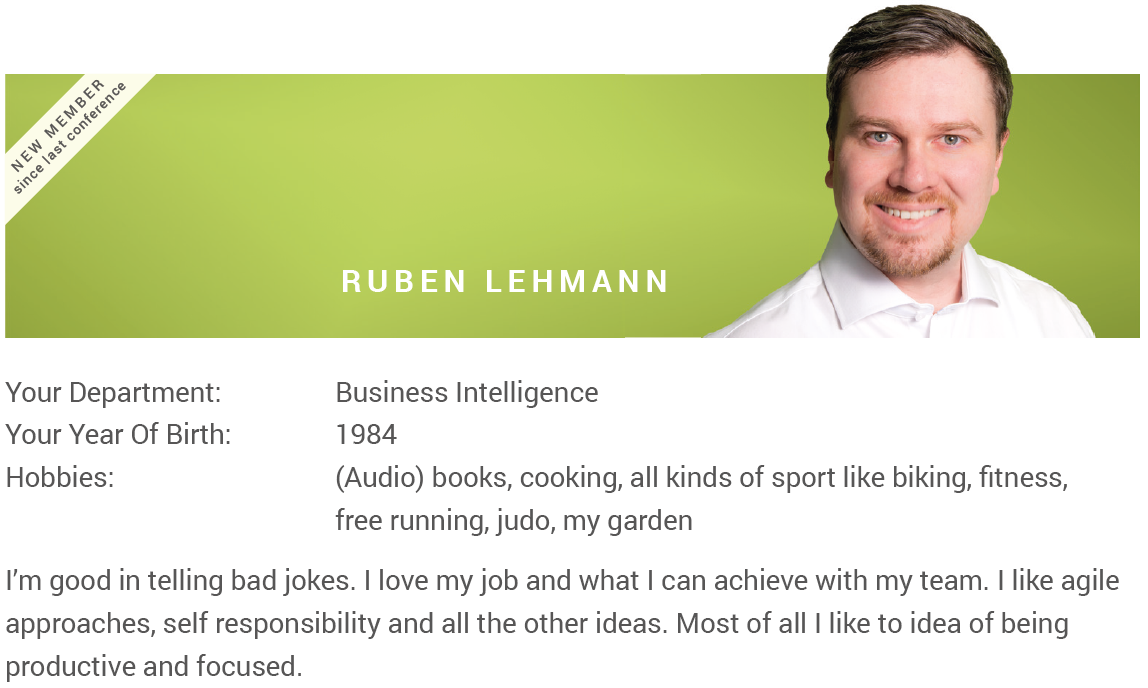 NEW MEMBER
since last conference
RUBEN LEHMANN
Your Department: Business Intelligence
Your Year Of Birth: 1984
Hobbies: (Audio) books, cooking, all kinds of sport like biking, fitness,
free running, judo, my garden
I’m good in telling bad jokes. I love my job and what I can achieve with my team. I like agile
approaches, self responsibility and all the other ideas. Most of all I like to idea of being
productive and focused.